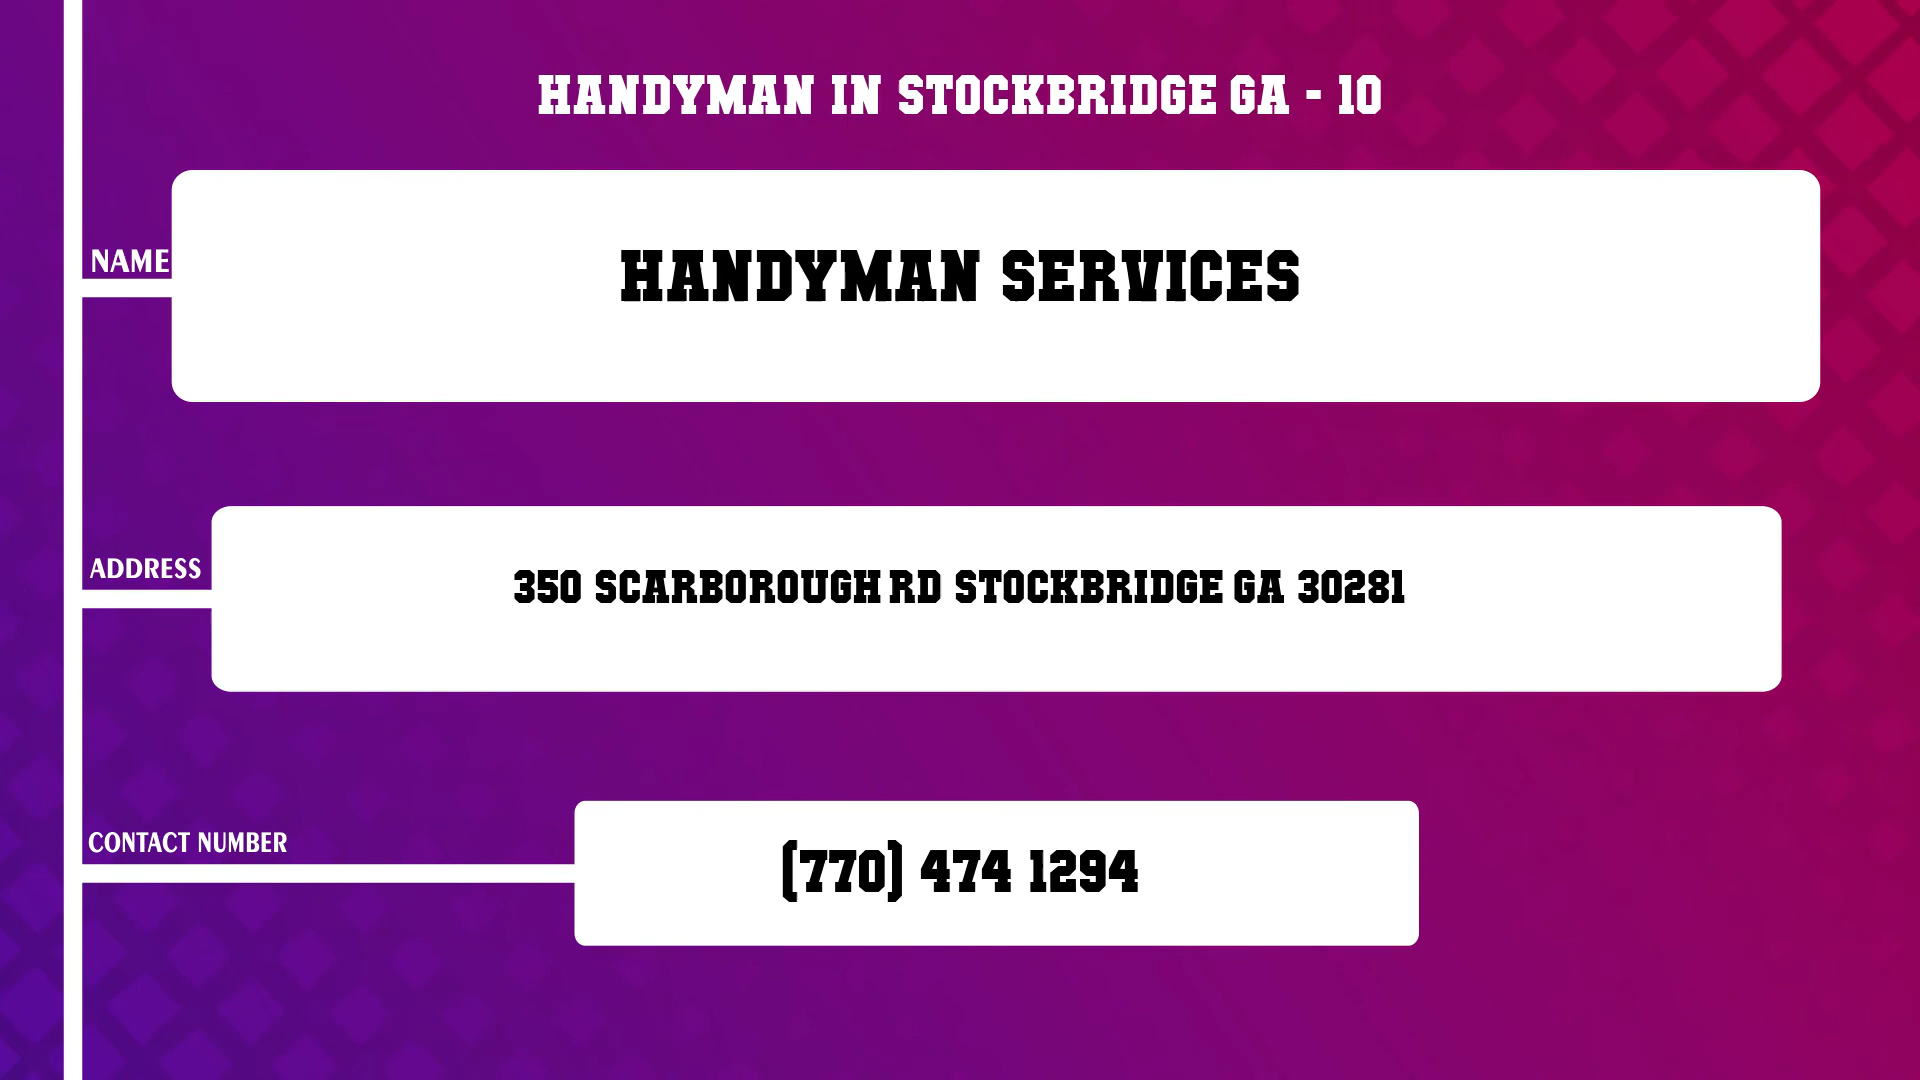 HANDYMAN IN STOCKBRIDGE GA - 10
NAME
HANDYMAN SERVICES
ADDRESS
350 SCARBOROUGH RD STOCKBRIDGE GA 30281
CONTACT NUMBER
(770) 474 1294